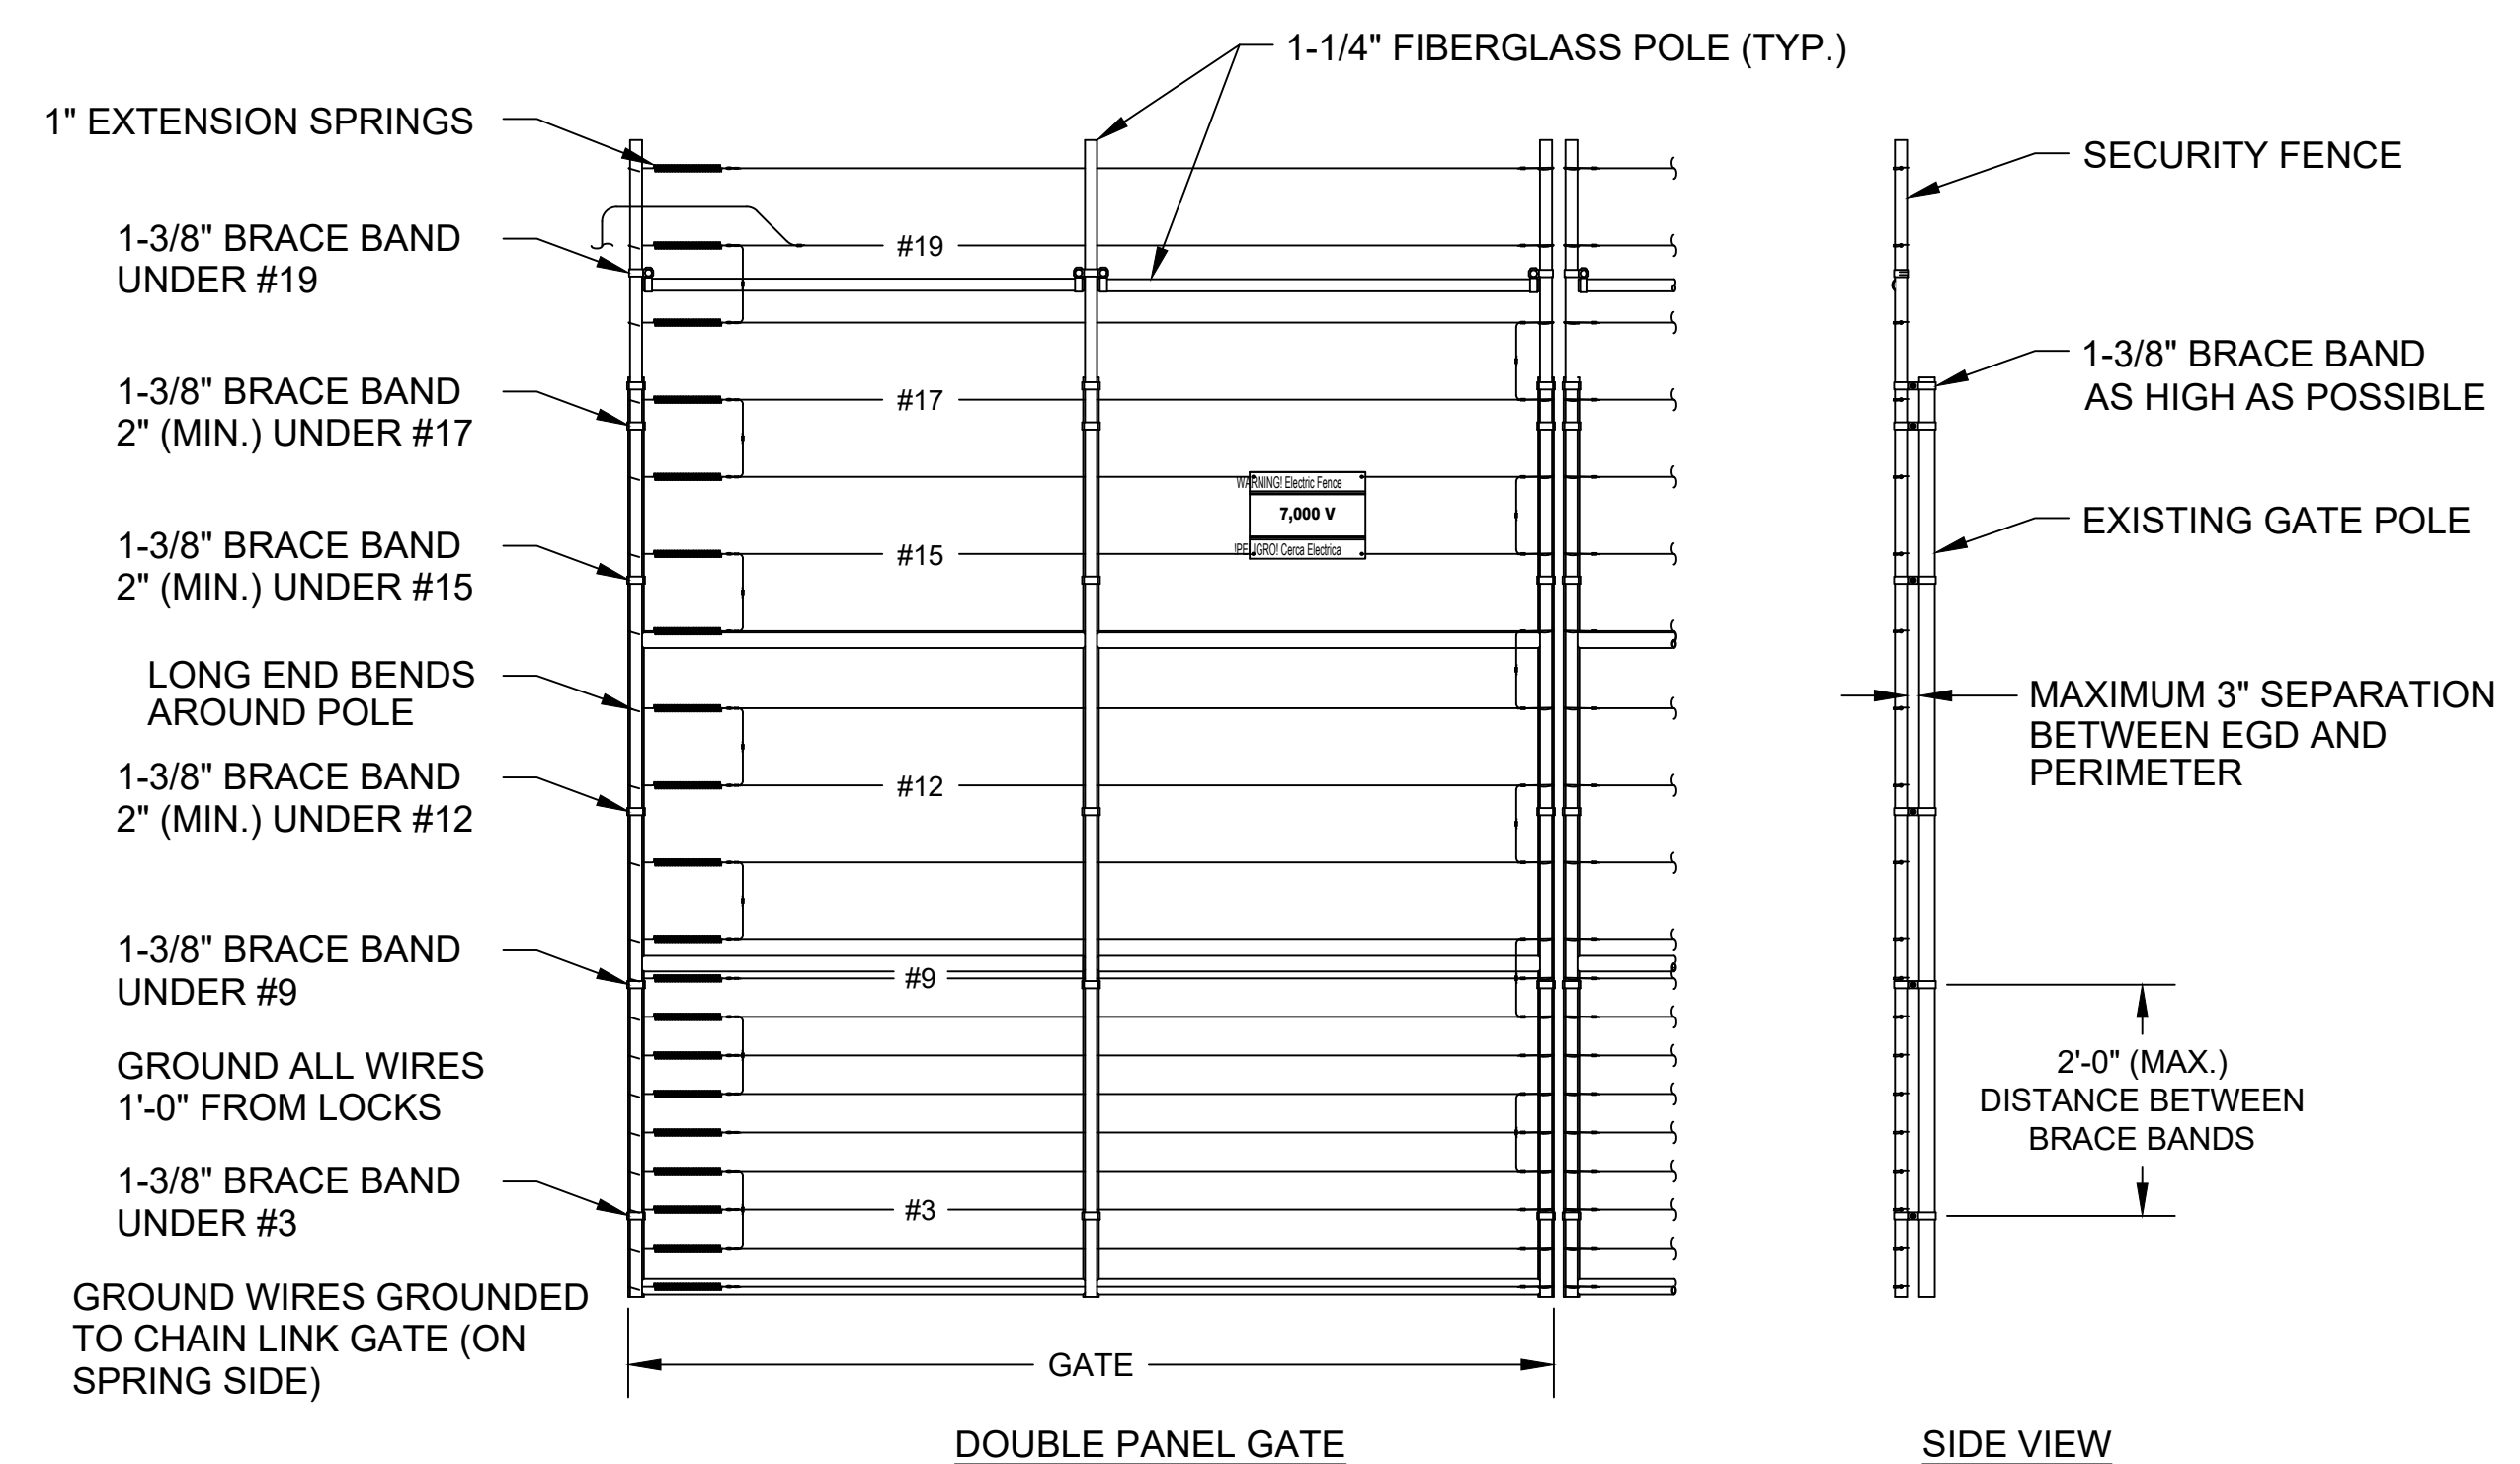 1-1/4" FIBERGLASS POLE (TYP.)
1" EXTENSION SPRINGS
SECURITY FENCE
1-3/8" BRACE BAND
UNDER #19
#19
1-3/8" BRACE BAND
AS HIGH AS POSSIBLE
1-3/8" BRACE BAND
2" (MIN.) UNDER #17
#17
WARNING! Electric Fence
7,000 V
!PELIGRO! Cerca Electrica
EXISTING GATE POLE
1-3/8" BRACE BAND
2" (MIN.) UNDER #15
#15
LONG END BENDS
AROUND POLE
MAXIMUM 3" SEPARATION
BETWEEN EGD AND
PERIMETER
1-3/8" BRACE BAND
2" (MIN.) UNDER #12
#12
1-3/8" BRACE BAND
UNDER #9
#9
GROUND ALL WIRES
1'-0" FROM LOCKS
2'-0" (MAX.)
DISTANCE BETWEEN
BRACE BANDS
1-3/8" BRACE BAND
UNDER #3
#3
GROUND WIRES GROUNDED
TO CHAIN LINK GATE (ON
SPRING SIDE)
GATE
DOUBLE PANEL GATE
SIDE VIEW